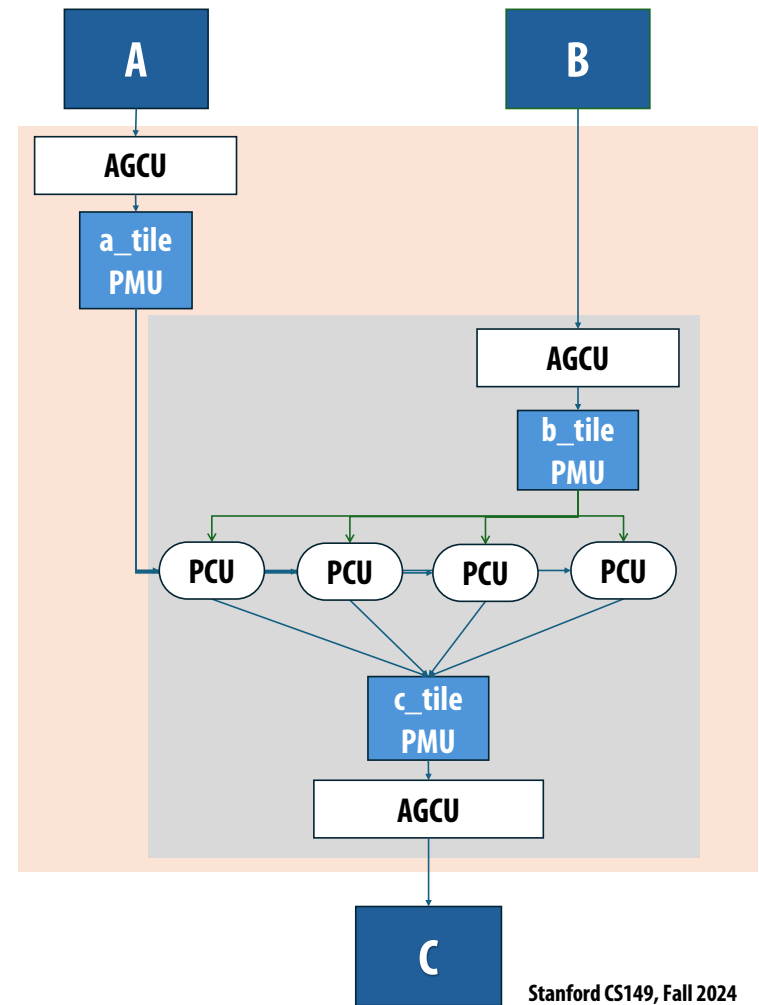 A
B
AGCU
a_tile
PMU
AGCU
b_tile
PMU
PCU
PCU
PCU
PCU
c_tile
PMU
AGCU
C
Stanford CS149, Fall 2024